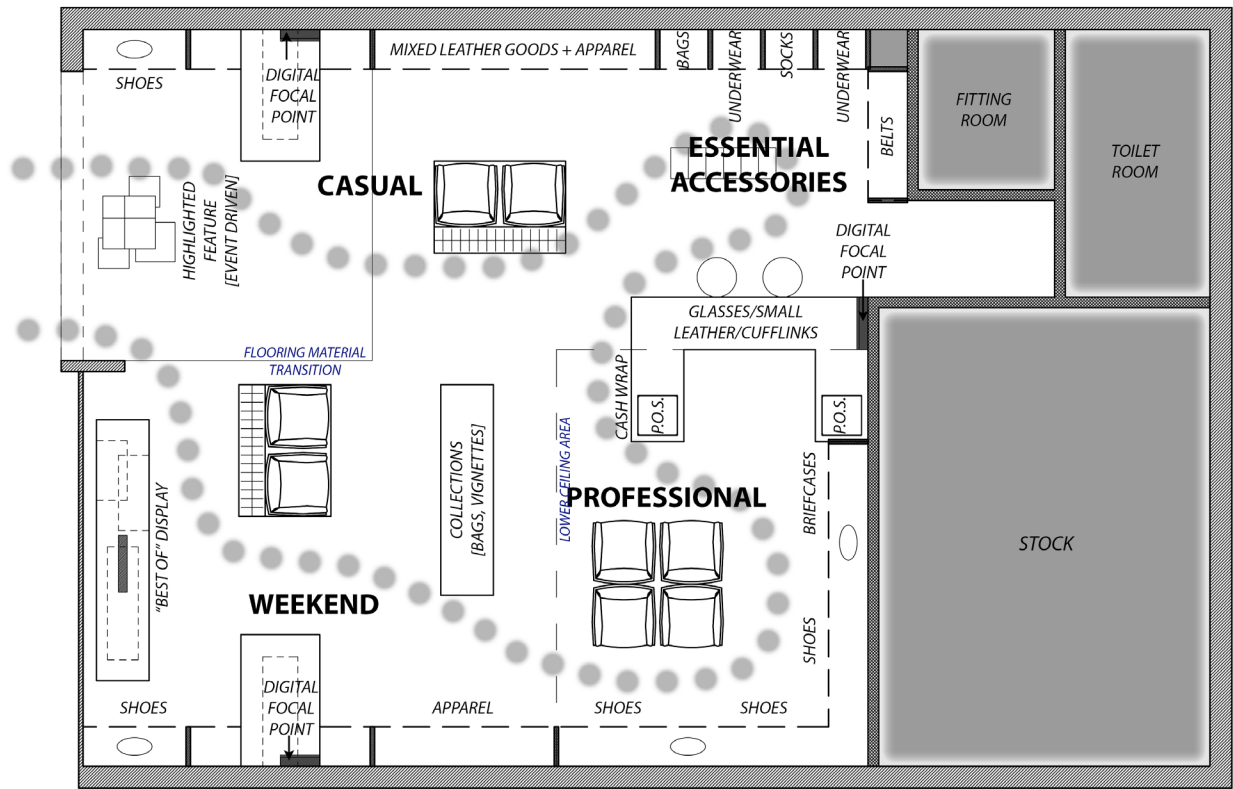 MIXED LEATHER GOODS + APPAREL
BAGS
UNDERWEAR
SOCKS
UNDERWEAR
SHOES
DIGITAL
FOCAL
POINT
BELTS
FITTING
ROOM
TOILET
ROOM
ESSENTIAL
ACCESSORIES
CASUAL
HIGHLIGHTED
FEATURE
[EVENT DRIVEN]
DIGITAL
FOCAL
POINT
GLASSES/SMALL
LEATHER/CUFFLINKS
FLOORING MATERIAL
TRANSITION
CASH WRAP
P.O.S.
P.O.S.
LOWER CEILING AREA
COLLECTIONS
[BAGS, VIGNETTES]
PROFESSIONAL
BRIEFCASES
"BEST OF" DISPLAY
STOCK
WEEKEND
SHOES
DIGITAL
FOCAL
POINT
SHOES
APPAREL
SHOES
SHOES